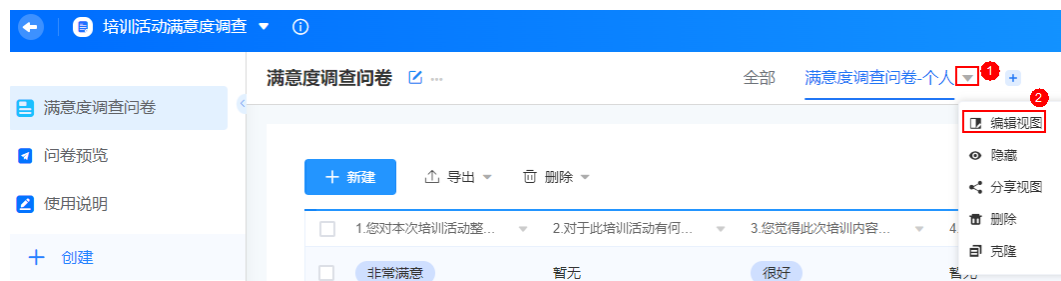 培训活动满意度调查
满意度调查问卷 ... 全部 满意度调查问卷-个人 1
2
满意度调查问卷
问卷预览
使用说明
创建
编辑视图
隐藏
分享视图
删除
克隆
新建 导出 删除
1.您对本次培训活动整... 2.对于此培训活动有何... 3.您觉得此次培训内容... 4.
非常满意 暂无 很好 暂无